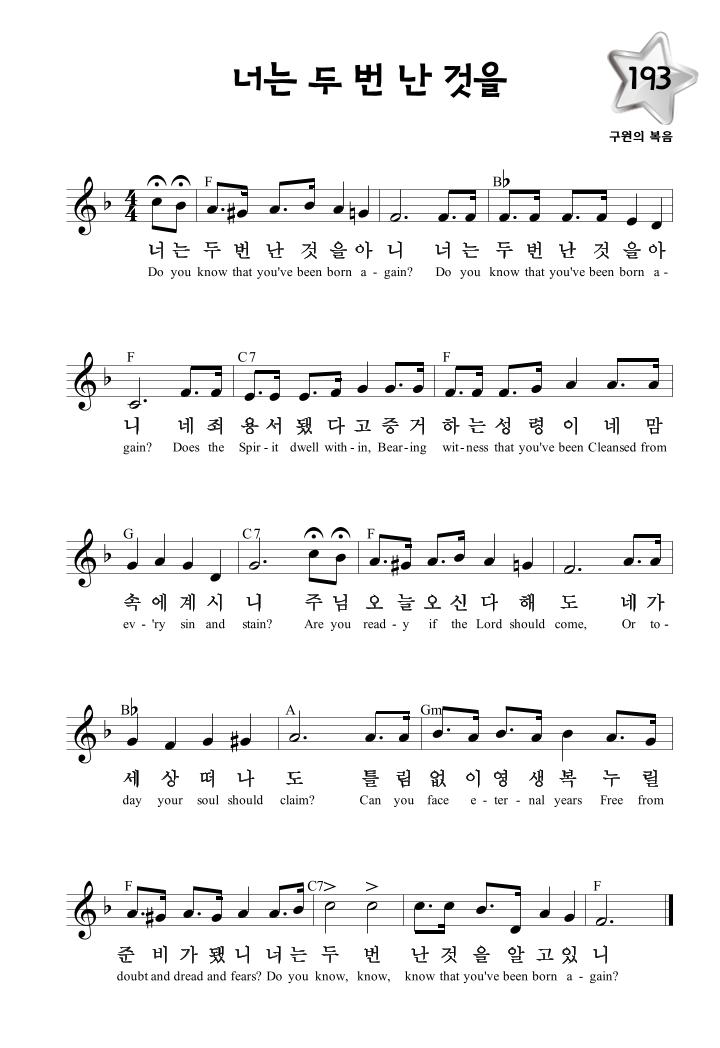 너는 두 번 난 것을
193
구원의 복음
F B♭
너는 두 번 난 것 을아 니 너는 두 번 난 것 을아
Do you know that you've been born a - gain? Do you know that you've been born a -
F C7 F
니 네 죄 용 서 됐 다 고 증 거 하 는 성 령 이 네 맘
gain? Does the Spir - it dwell with - in, Bear - ing wit - ness that you've been Cleansed from
G C7 F
속 에 계 시 니 주 님 오 늘 오 신 다 해 도 네 가
ev - 'ry sin and stain? Are you read - y if the Lord should come, Or to -
B♭ A Gm
세 상 떠 나 도 틀 림 없 이 영 생 복 누 릴
day your soul should claim? Can you face e - ter - nal years Free from
F C7 F
준 비 가 됐 니 너 는 두 번 난 것 을 알 고 있 니
doubt and dread and fears? Do you know, know, know that you've been born a - gain?